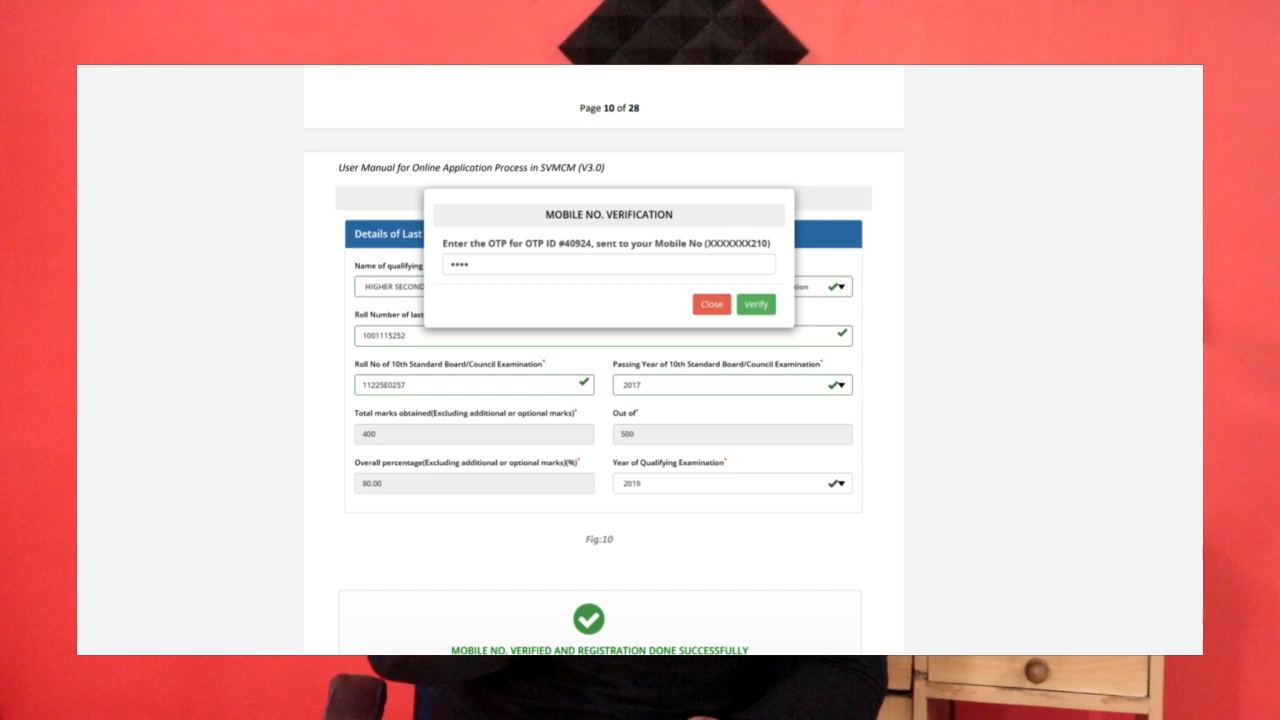 Page 10 of 28
User Manual for Online Application Process in SVMCM (V3.0)
MOBILE NO. VERIFICATION
Enter the OTP for OTP ID #40924, sent to your Mobile No (XXXXXXX210)
••••
Close Verify
Details of Last
Name of qualifying
HIGHER SECOND
Roll Number of last
1001115252
Roll No of 10th Standard Board/Council Examination* Passing Year of 10th Standard Board/Council Examination*
11225E0257 2017
Total marks obtained(Excluding additional or optional marks)* Out of*
400 500
Overall percentage(Excluding additional or optional marks)(%)* Year of Qualifying Examination*
80.00 2019
Fig:10
MOBILE NO. VERIFIED AND REGISTRATION DONE SUCCESSFULLY